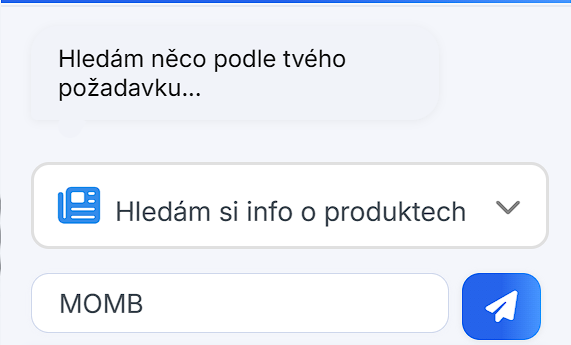 Hledám něco podle tvého
požadavku...
Hledám si info o produktech
MOMB